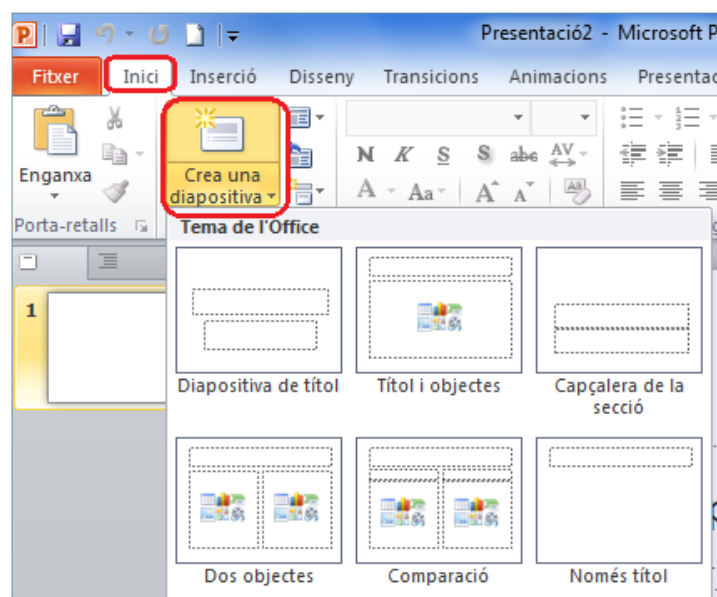 Presentació2 - Microsoft P
Fitxer Inici Inserció Disseny Transicions Animacions Presentac
Enganxa
Crea una
diapositiva
N K S S abc AV
A Aa A A
Porta-retalls
Tema de l'Office
1
Diapositiva de títol Títol i objectes Capçalera de la
secció
Dos objectes Comparació Només títol